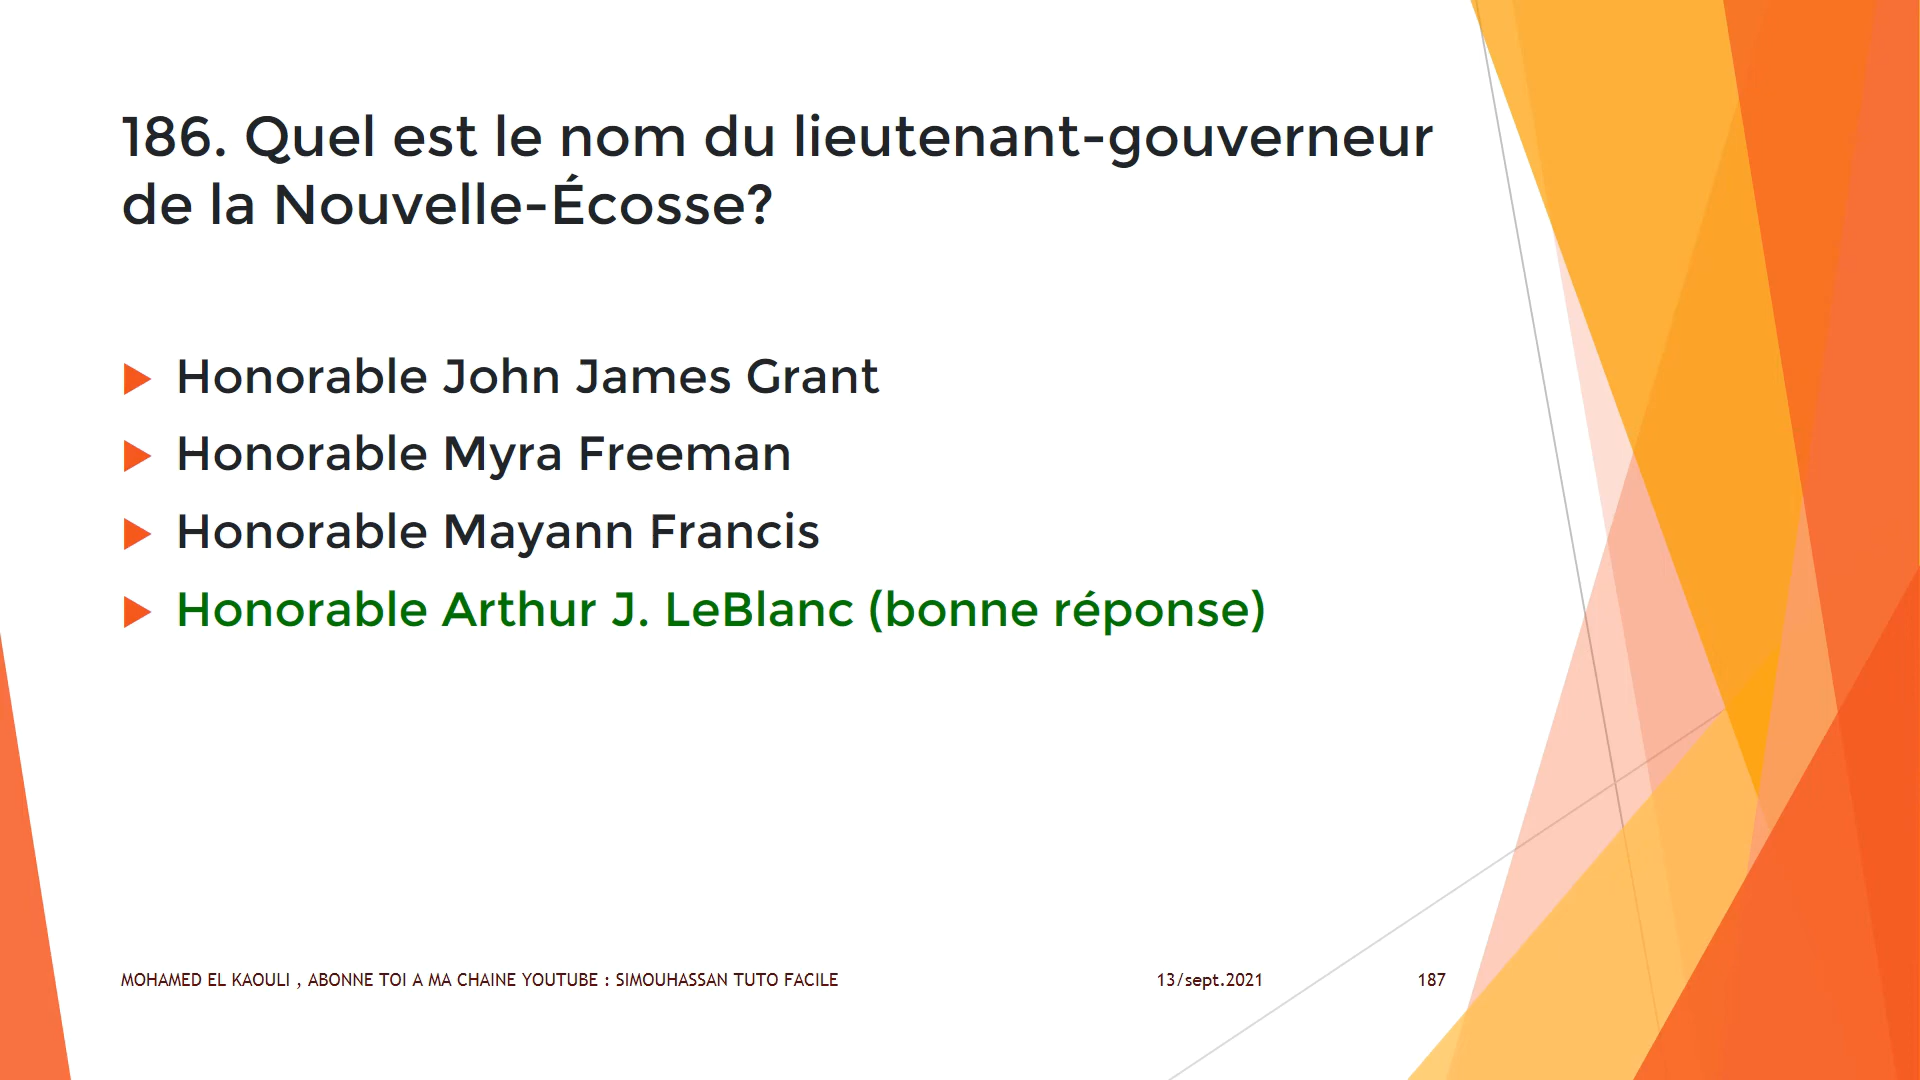 186. Quel est le nom du lieutenant-gouverneur
de la Nouvelle-Écosse?
Honorable John James Grant
Honorable Myra Freeman
Honorable Mayann Francis
Honorable Arthur J. LeBlanc (bonne réponse)
MOHAMED EL KAOULI , ABONNE TOI A MA CHAINE YOUTUBE : SIMOUHASSAN TUTO FACILE 13/sept.2021 187